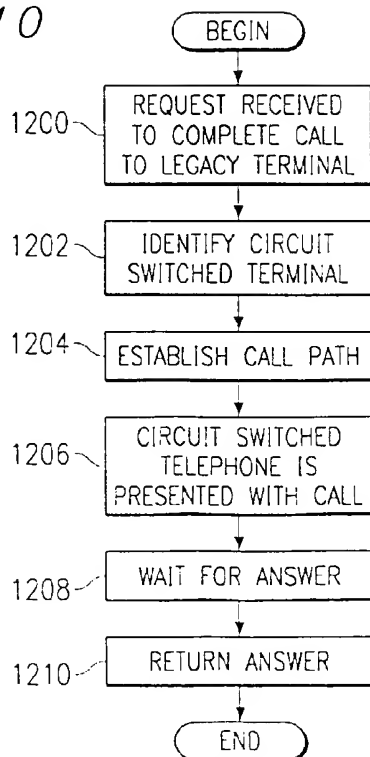 10
BEGIN
1200
REQUEST RECEIVED
TO COMPLETE CALL
TO LEGACY TERMINAL
1202
IDENTIFY CIRCUIT
SWITCHED TERMINAL
1204
ESTABLISH CALL PATH
1206
CIRCUIT SWITCHED
TELEPHONE IS
PRESENTED WITH CALL
1208
WAIT FOR ANSWER
1210
RETURN ANSWER
END